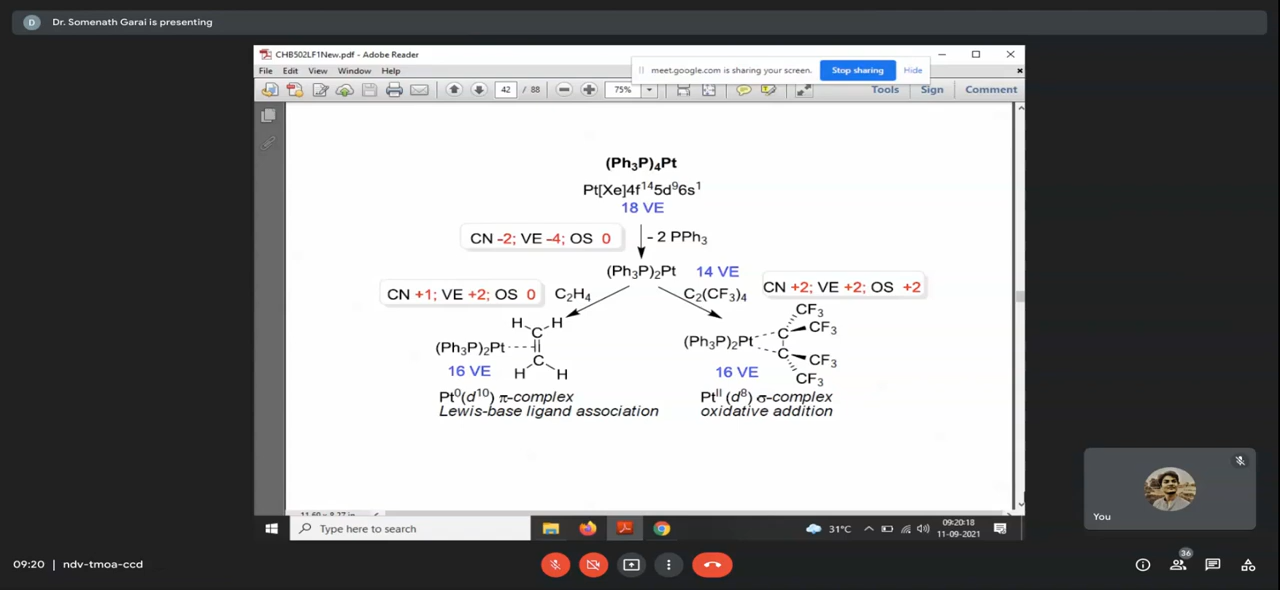 D Dr. Somenath Garai is presenting
CHB502LF1New.pdf - Adobe Reader
File Edit View Window Help
meet.google.com is sharing your screen. Stop sharing Hide
42 / 88 75% Tools Sign Comment
(Ph₃P)₄Pt
Pt[Xe]4f¹⁴5d⁹6s¹
18 VE
CN -2; VE -4; OS 0
- 2 PPh₃
(Ph₃P)₂Pt 14 VE
CN +1; VE +2; OS 0
C₂H₄
C₂(CF₃)₄
CN +2; VE +2; OS +2
H H
C
(Ph₃P)₂Pt
C
H H
16 VE
Pt⁰(d¹⁰) π-complex
Lewis-base ligand association
CF₃
C CF₃
(Ph₃P)₂Pt
C CF₃
CF₃
16 VE
Ptᴵᴵ (d⁸) σ-complex
oxidative addition
You
Type here to search
31°C
09:20:18
11-09-2021
09:20 | ndv-tmoa-ccd
36